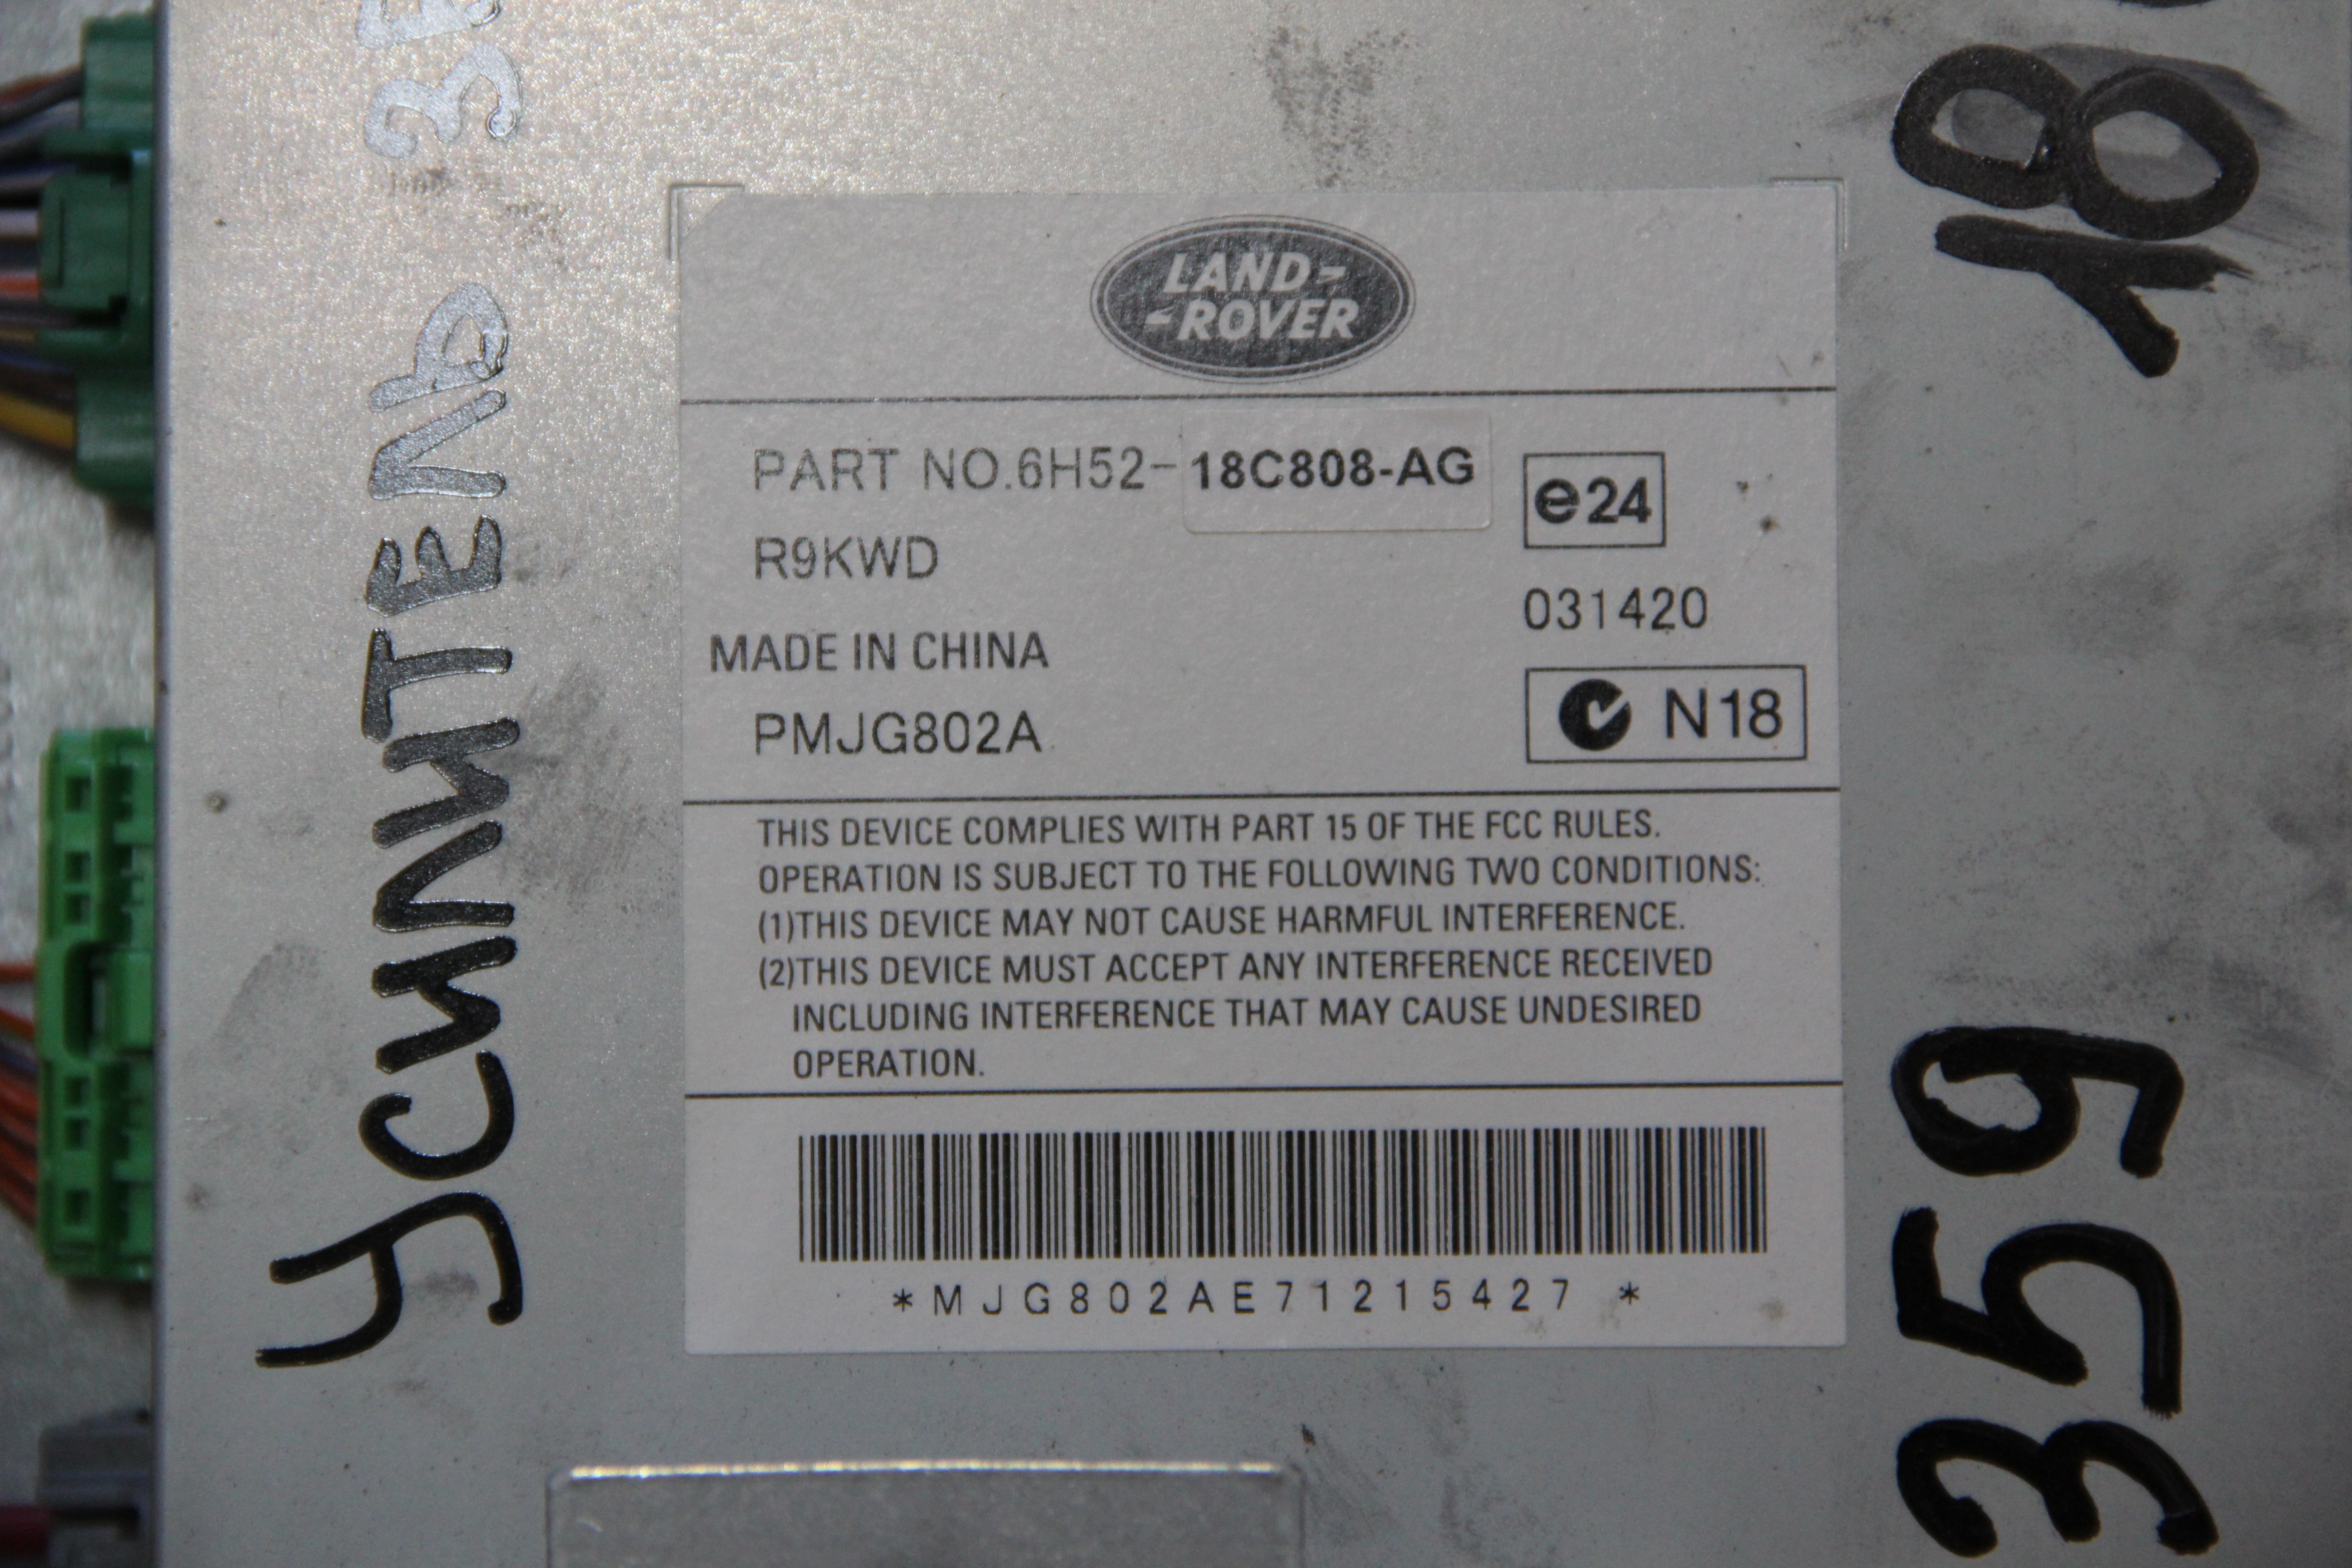 LAND-
-ROVER
PART NO.6H52-18C808-AG
e24
R9KWD
031420
MADE IN CHINA
N18
PMJG802A
THIS DEVICE COMPLIES WITH PART 15 OF THE FCC RULES.
OPERATION IS SUBJECT TO THE FOLLOWING TWO CONDITIONS:
(1)THIS DEVICE MAY NOT CAUSE HARMFUL INTERFERENCE.
(2)THIS DEVICE MUST ACCEPT ANY INTERFERENCE RECEIVED
INCLUDING INTERFERENCE THAT MAY CAUSE UNDESIRED
OPERATION.
*MJG802AE71215427 *
УСИЛИТЕЛЬ
359